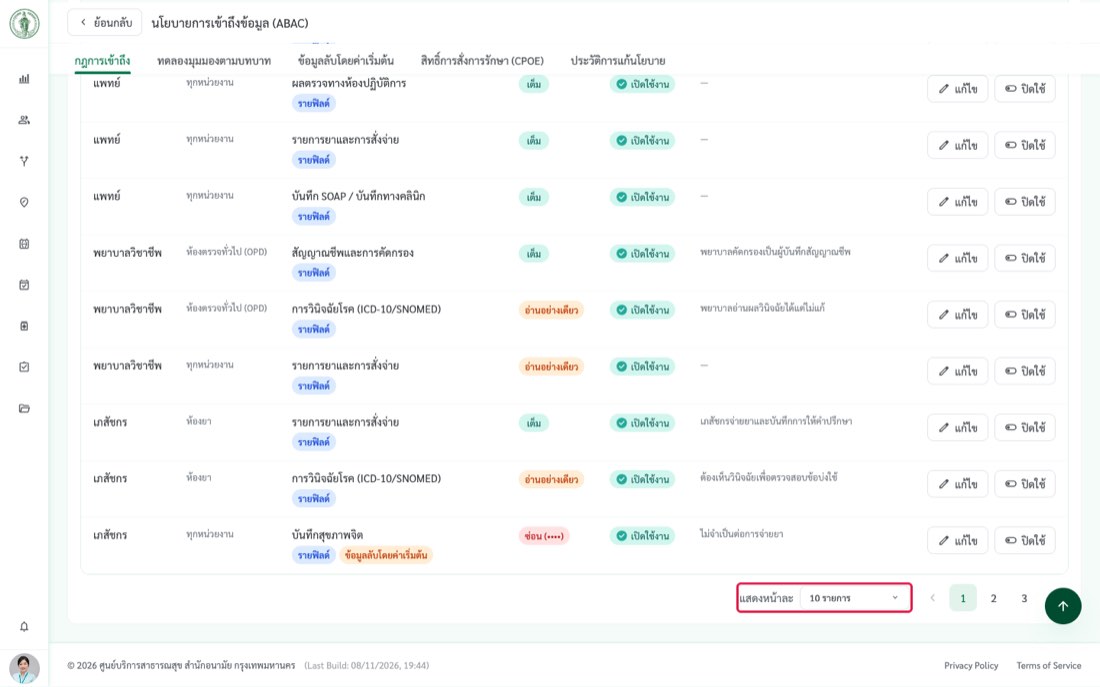 ย้อนกลับ นโยบายการเข้าถึงข้อมูล (ABAC)
กฎการเข้าถึง ทดลองมุมมองตามบทบาท ข้อมูลลับโดยค่าเริ่มต้น สิทธิ์การสั่งการรักษา (CPOE) ประวัติการแก้นโยบาย
แพทย์ ทุกหน่วยงาน ผลตรวจทางห้องปฏิบัติการ เต็ม เปิดใช้งาน — แก้ไข ปิดใช้
รายฟิลด์
แพทย์ ทุกหน่วยงาน รายการยาและการสั่งจ่าย เต็ม เปิดใช้งาน — แก้ไข ปิดใช้
รายฟิลด์
แพทย์ ทุกหน่วยงาน บันทึก SOAP / บันทึกทางคลินิก เต็ม เปิดใช้งาน — แก้ไข ปิดใช้
รายฟิลด์
พยาบาลวิชาชีพ ห้องตรวจทั่วไป (OPD) สัญญาณชีพและการคัดกรอง เต็ม เปิดใช้งาน พยาบาลคัดกรองเป็นผู้บันทึกสัญญาณชีพ แก้ไข ปิดใช้
รายฟิลด์
พยาบาลวิชาชีพ ห้องตรวจทั่วไป (OPD) การวินิจฉัยโรค (ICD-10/SNOMED) อ่านอย่างเดียว เปิดใช้งาน พยาบาลอ่านผลวินิจฉัยได้แต่ไม่แก้ แก้ไข ปิดใช้
รายฟิลด์
พยาบาลวิชาชีพ ทุกหน่วยงาน รายการยาและการสั่งจ่าย อ่านอย่างเดียว เปิดใช้งาน — แก้ไข ปิดใช้
รายฟิลด์
เภสัชกร ห้องยา รายการยาและการสั่งจ่าย เต็ม เปิดใช้งาน เภสัชกรจ่ายยาและบันทึกการให้คำปรึกษา แก้ไข ปิดใช้
รายฟิลด์
เภสัชกร ห้องยา การวินิจฉัยโรค (ICD-10/SNOMED) อ่านอย่างเดียว เปิดใช้งาน ต้องเห็นวินิจฉัยเพื่อตรวจสอบข้อบ่งใช้ แก้ไข ปิดใช้
รายฟิลด์
เภสัชกร ทุกหน่วยงาน บันทึกสุขภาพจิต ซ่อน (••••) เปิดใช้งาน ไม่จำเป็นต่อการจ่ายยา แก้ไข ปิดใช้
รายฟิลด์ ข้อมูลลับโดยค่าเริ่มต้น
แสดงหน้าละ 10 รายการ 1 2 3
© 2026 ศูนย์บริการสาธารณสุข สำนักอนามัย กรุงเทพมหานคร (Last Build: 08/11/2026, 19:44) Privacy Policy Terms of Service